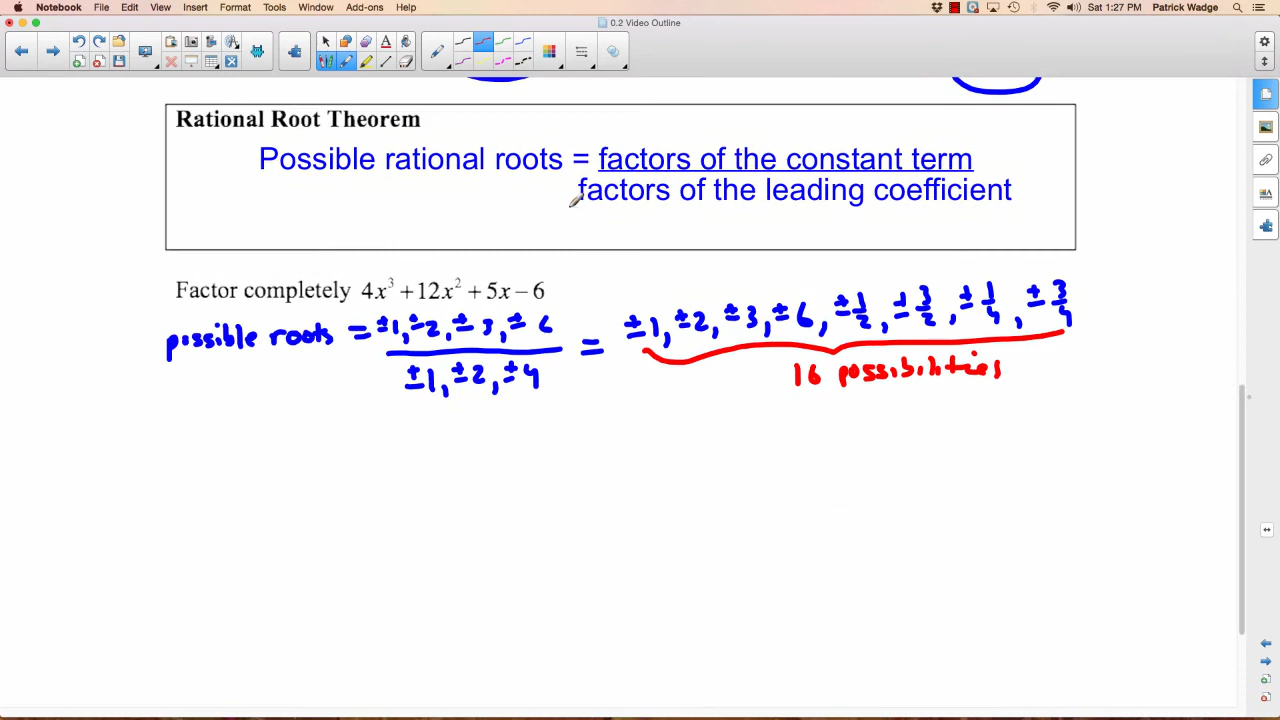 Notebook File Edit View Insert Format Tools Window Add-ons Help Sat 1:27 PM Patrick Wadge
0.2 Video Outline
Rational Root Theorem
Possible rational roots = factors of the constant term
factors of the leading coefficient
Factor completely 4x³ + 12x² + 5x − 6
possible roots = ±1, ±2, ±3, ±6 / ±1, ±2, ±4 = ±1, ±2, ±3, ±6, ±1/2, ±3/2, ±1/4, ±3/4
16 possibilities